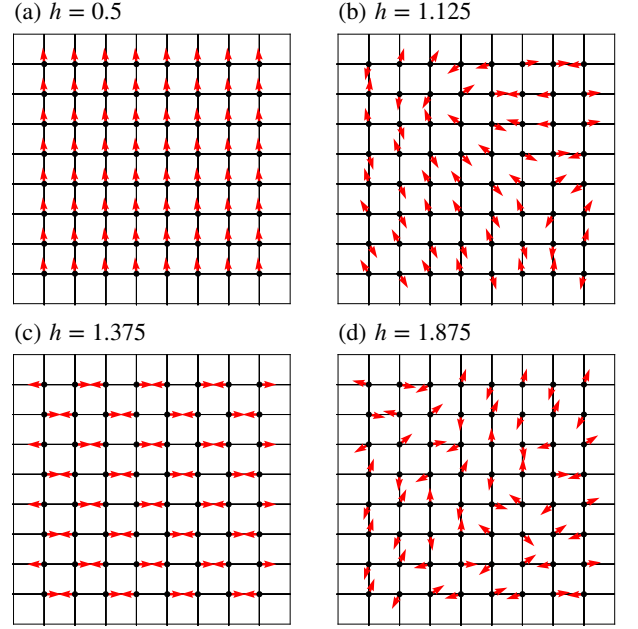 (a) h = 0.5
(b) h = 1.125
(c) h = 1.375
(d) h = 1.875